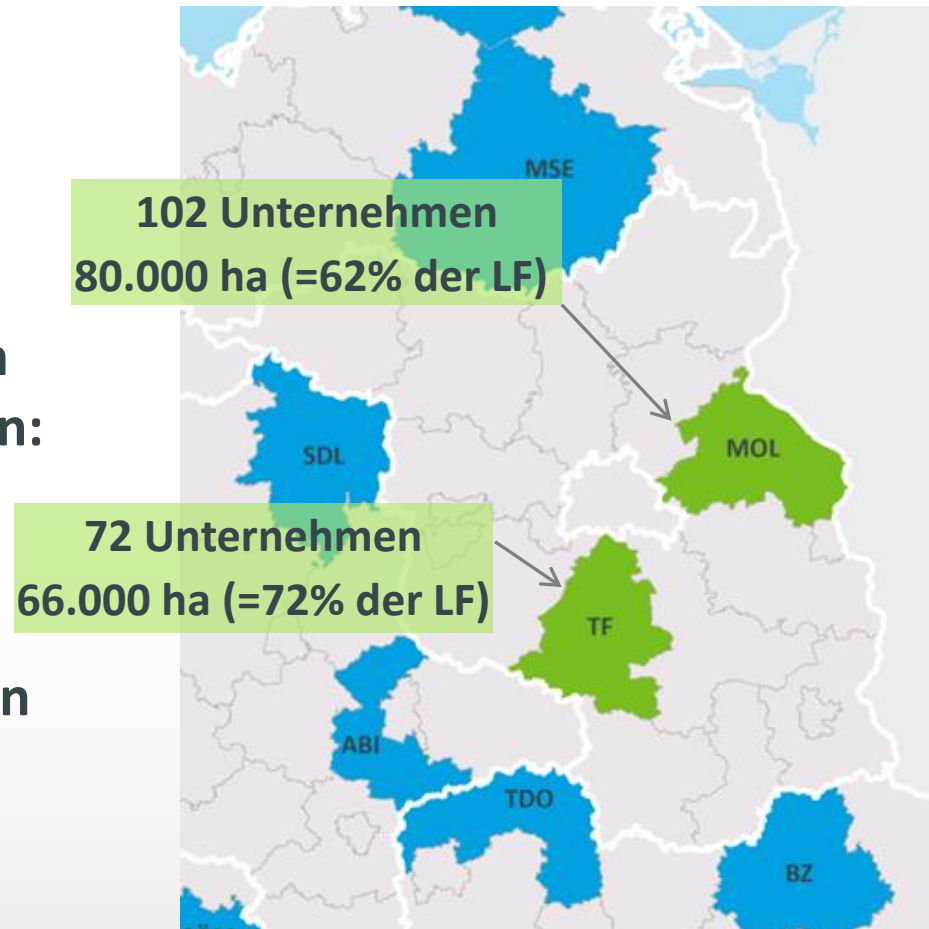 MSE
102 Unternehmen
80.000 ha (=62% der LF)
n:
SDL
MOL
72 Unternehmen
66.000 ha (=72% der LF)
TF
n
ABI
TDO
BZ